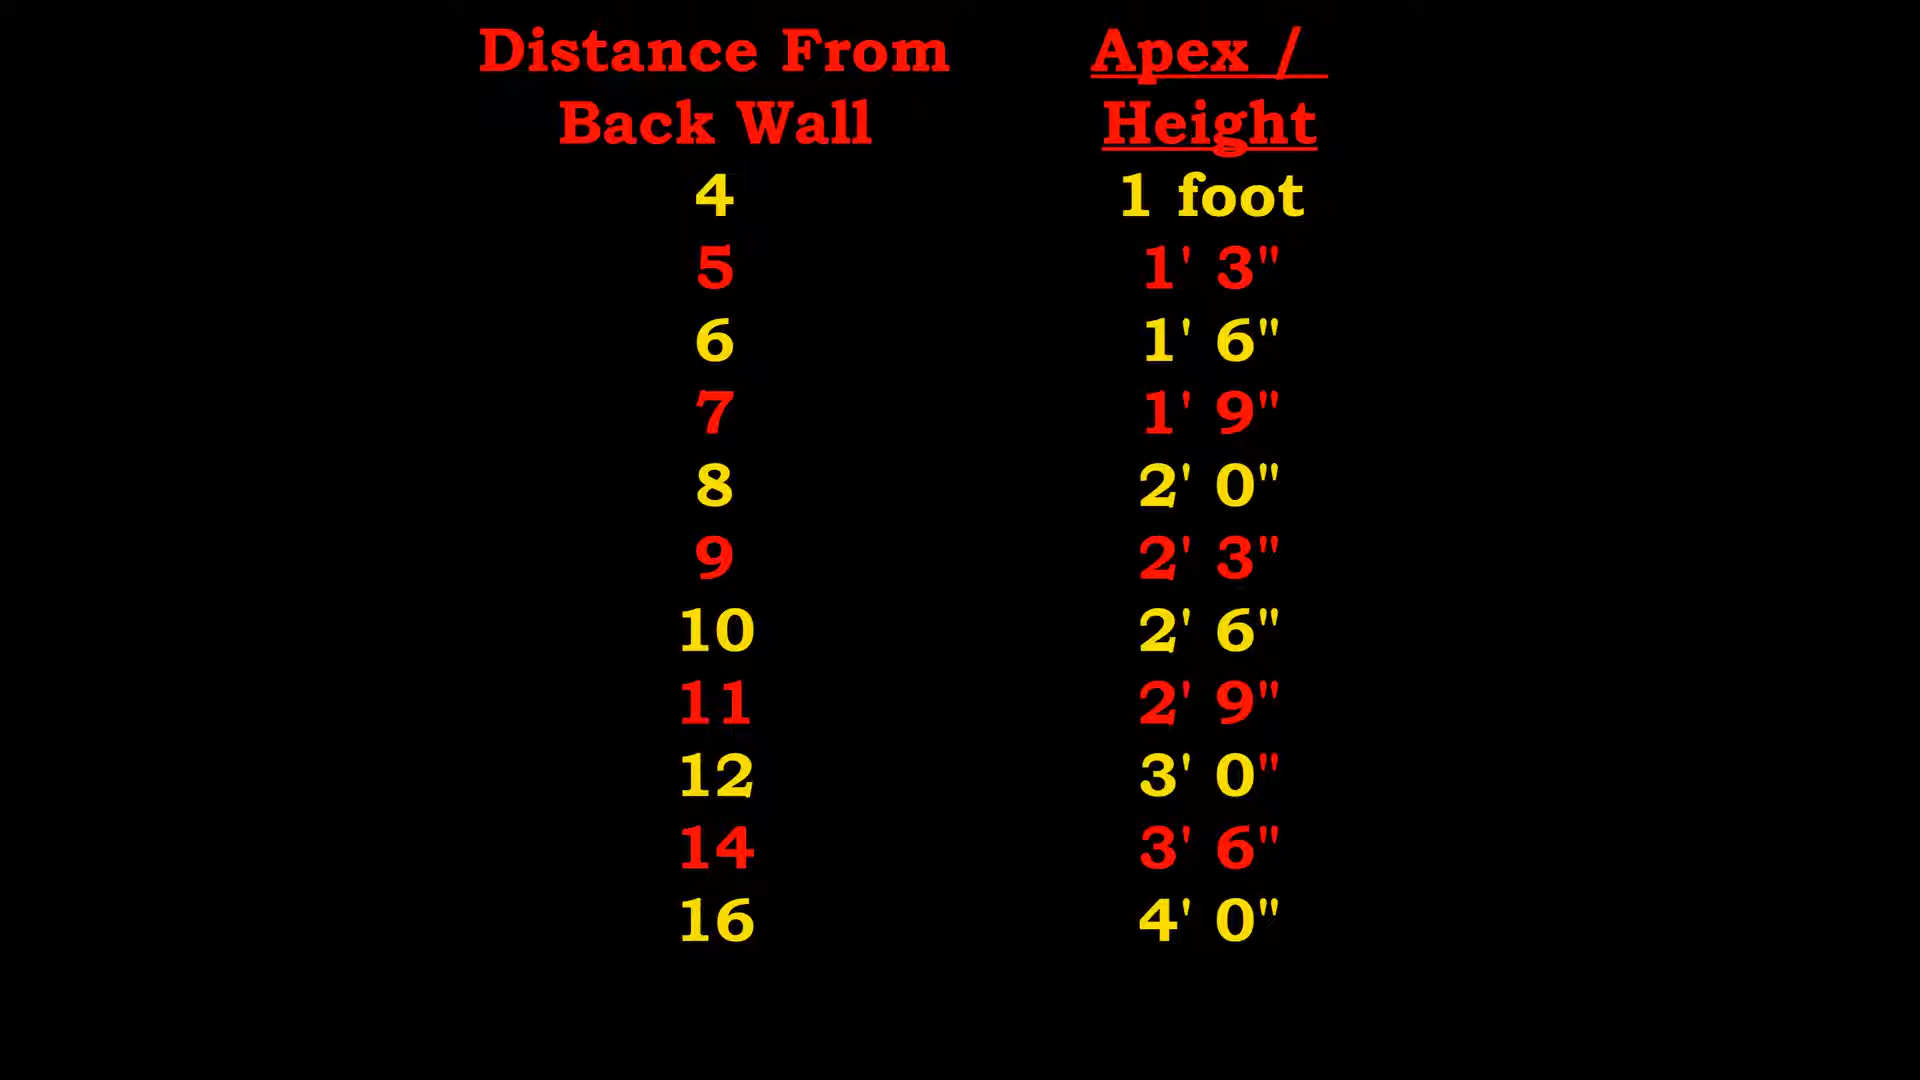 Distance From Apex /
Back Wall Height
4 1 foot
5 1' 3"
6 1' 6"
7 1' 9"
8 2' 0"
9 2' 3"
10 2' 6"
11 2' 9"
12 3' 0"
14 3' 6"
16 4' 0"